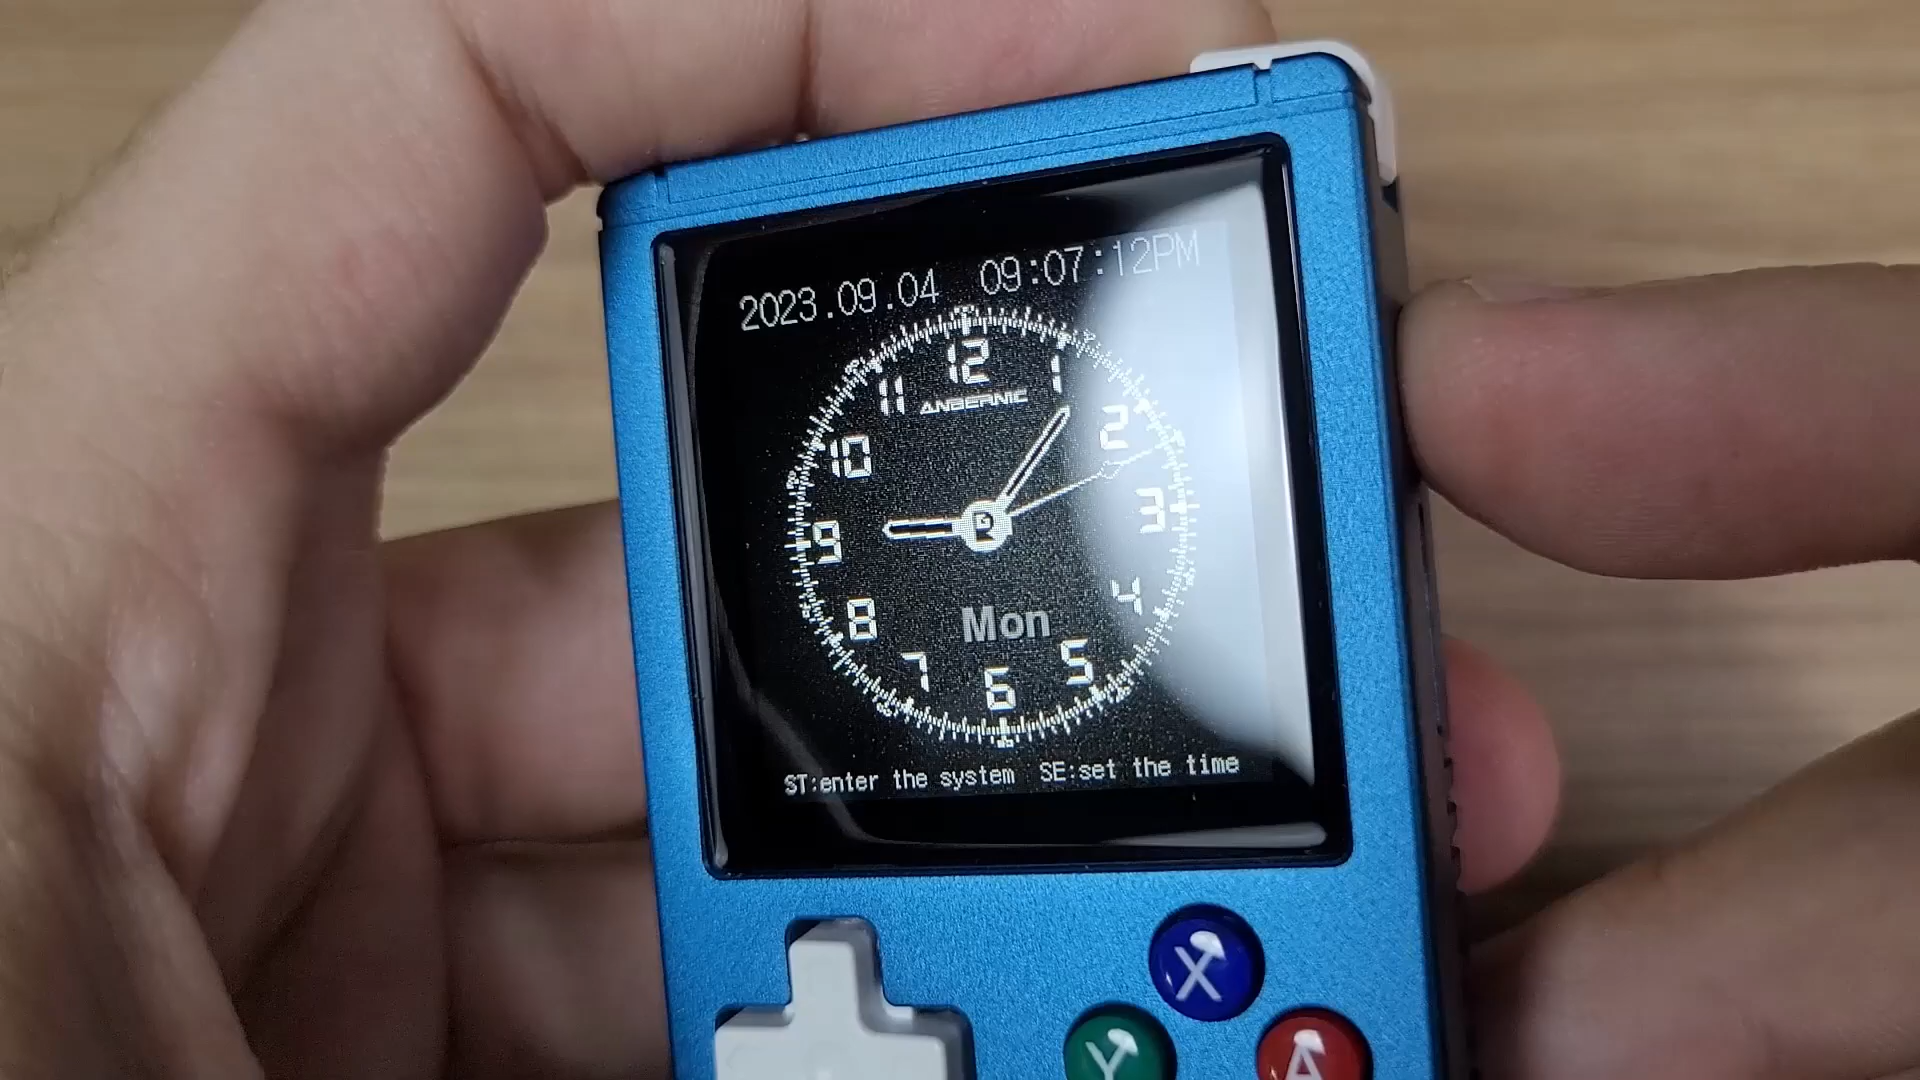 2023.09.04 09:07:12PM
12
11 1
ANBERNIC
10 2
9 3
8 4
Mon
7 5
6
ST:enter the system SE:set the time
X
Y A